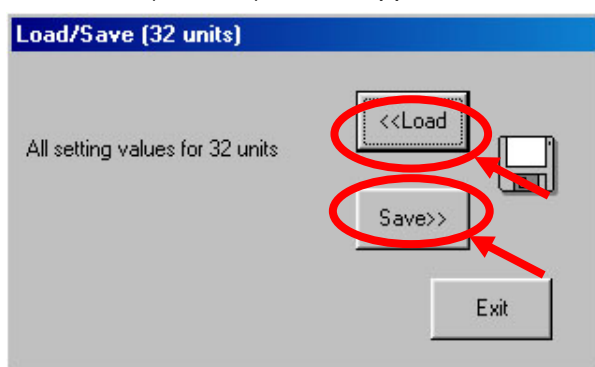 Load/Save (32 units)
<<Load
All setting values for 32 units
Save>>
Exit